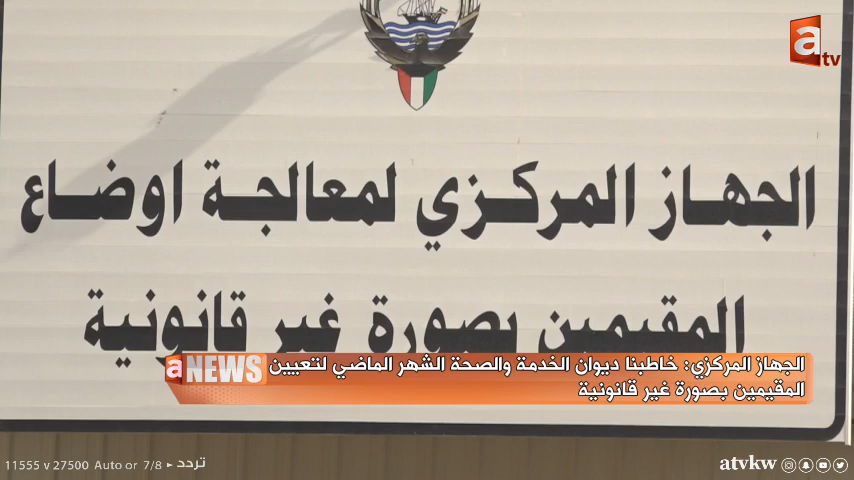 a tv
الجهاز المركزي لمعالجة اوضاع
المقيمين بصورة غير قانونية
a NEWS
الجهاز المركزي: خاطبنا ديوان الخدمة والصحة الشهر الماضي لتعيين
المقيمين بصورة غير قانونية
11555 v 27500 Auto or 7/8 ▸ تردد
atvkw